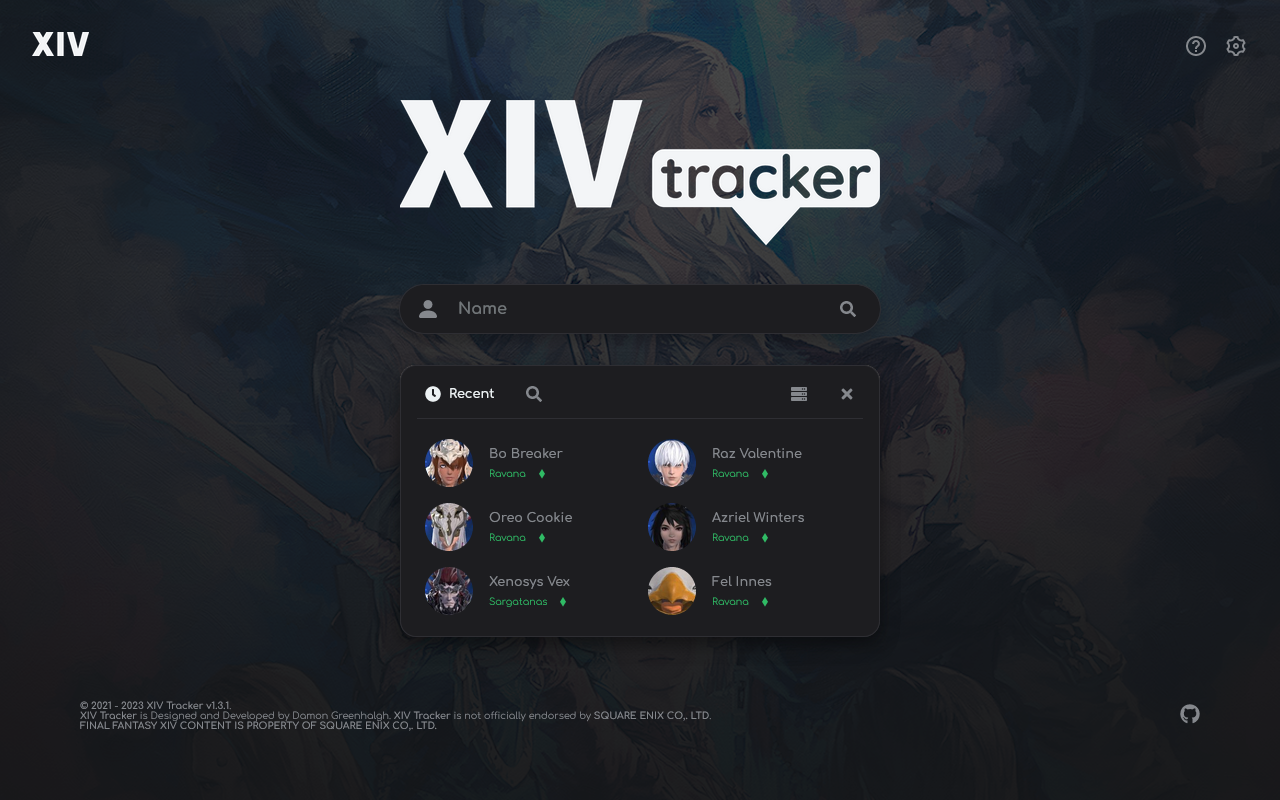 XIV
XIV tracker
Name
Recent
Bo Breaker
Ravana
Raz Valentine
Ravana
Oreo Cookie
Ravana
Azriel Winters
Ravana
Xenosys Vex
Sargatanas
Fel Innes
Ravana
© 2021 - 2023 XIV Tracker v1.3.1.
XIV Tracker is Designed and Developed by Damon Greenhalgh. XIV Tracker is not officially endorsed by SQUARE ENIX CO,. LTD.
FINAL FANTASY XIV CONTENT IS PROPERTY OF SQUARE ENIX CO,. LTD.